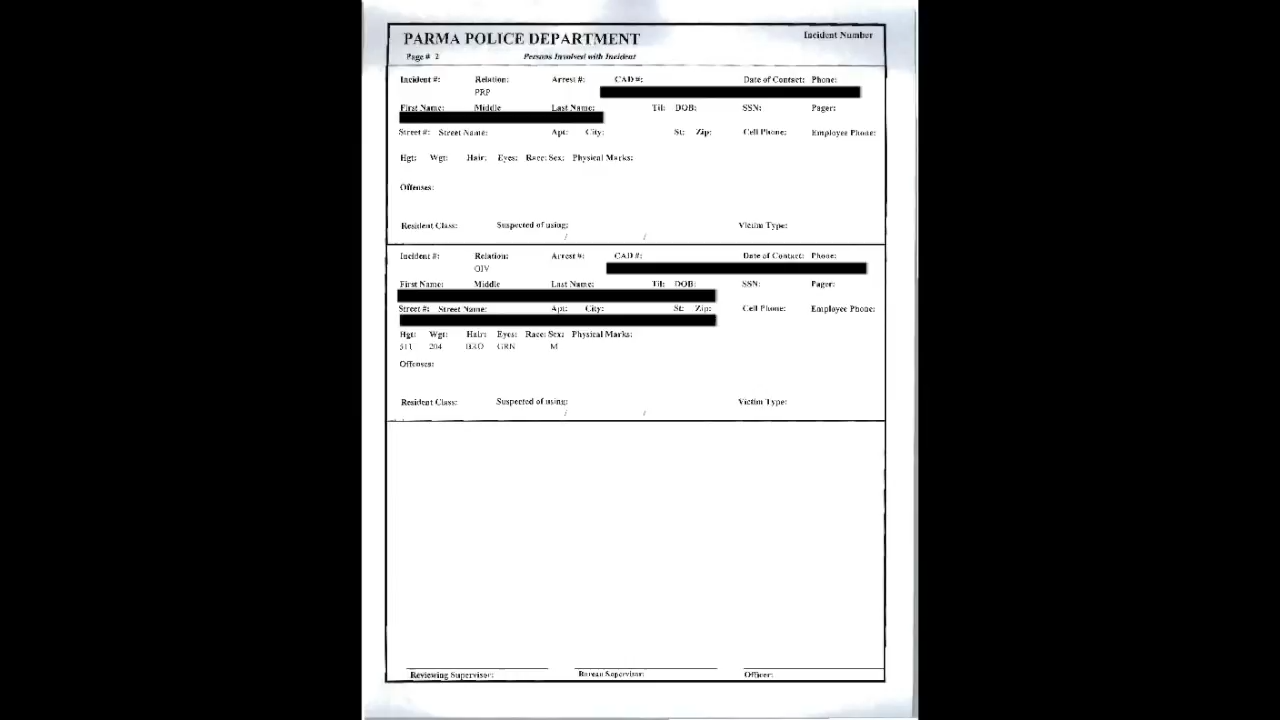 PARMA POLICE DEPARTMENT Incident Number
Page # 2 Persons Involved with Incident
Incident #: Relation: Arrest #: CAD #: Date of Contact: Phone:
PRP
First Name: Middle Last Name: Til: DOB: SSN: Pager:
Street #: Street Name: Apt: City: St: Zip: Cell Phone: Employee Phone:
Hgt: Wgt: Hair: Eyes: Race: Sex: Physical Marks:
Offenses:
Resident Class: Suspected of using: Victim Type:
/ /
Incident #: Relation: Arrest #: CAD #: Date of Contact: Phone:
OIV
First Name: Middle Last Name: Til: DOB: SSN: Pager:
Street #: Street Name: Apt: City: St: Zip: Cell Phone: Employee Phone:
Hgt: Wgt: Hair: Eyes: Race: Sex: Physical Marks:
511 204 BRO GRN M
Offenses:
Resident Class: Suspected of using: Victim Type:
/ /
Reviewing Supervisor: Bureau Supervisor: Officer: